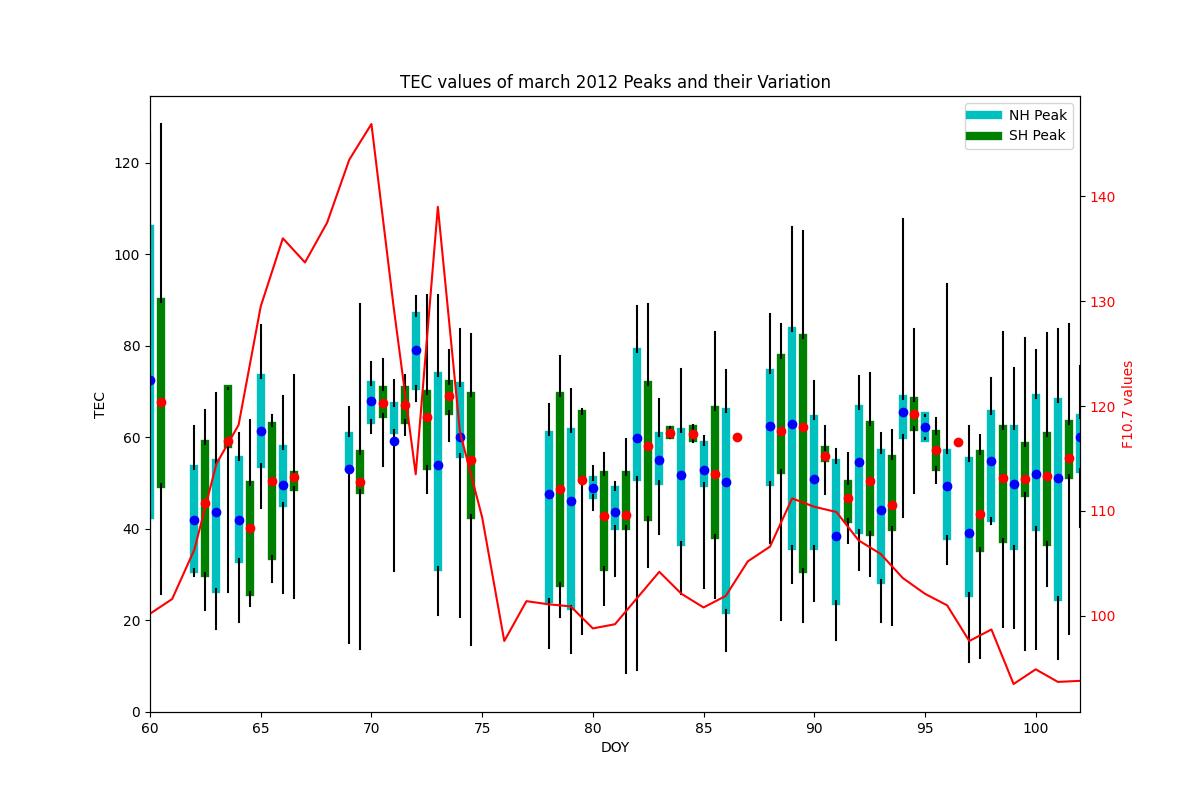 TEC values of march 2012 Peaks and their Variation
NH Peak
SH Peak
120
100
80
60
40
20
0
TEC
140
130
120
110
100
F10.7 values
60 65 70 75 80 85 90 95 100
DOY